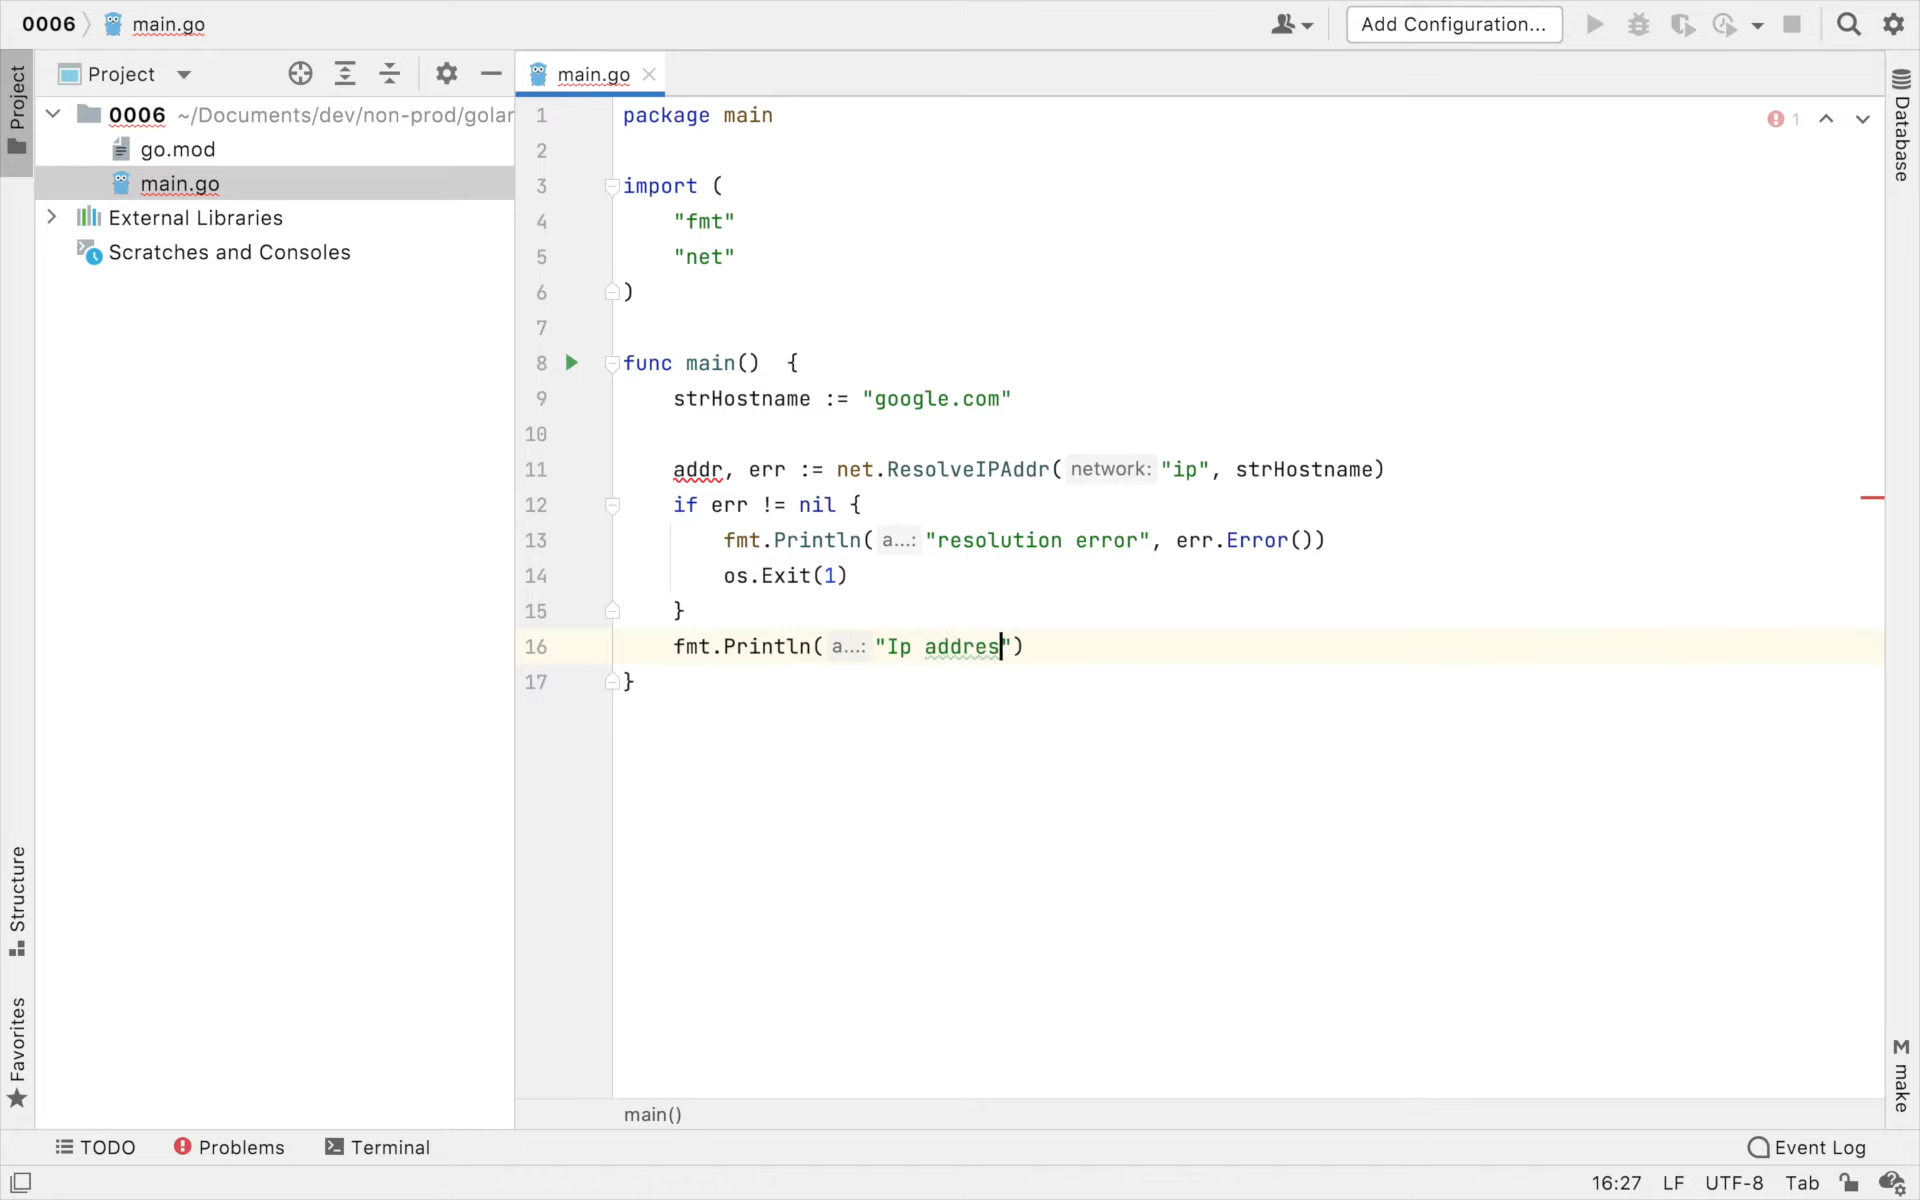 0006 main.go
Add Configuration...
Project
Project
main.go
0006 ~/Documents/dev/non-prod/golar
go.mod
main.go
External Libraries
Scratches and Consoles
1 package main
2
3 import (
4 "fmt"
5 "net"
6 )
7
8 func main() {
9 strHostname := "google.com"
10
11 addr, err := net.ResolveIPAddr( network: "ip", strHostname)
12 if err != nil {
13 fmt.Println( a...: "resolution error", err.Error())
14 os.Exit(1)
15 }
16 fmt.Println( a...: "Ip addres")
17 }
1
Database
Structure
Favorites
make
main()
TODO Problems Terminal Event Log
16:27 LF UTF-8 Tab